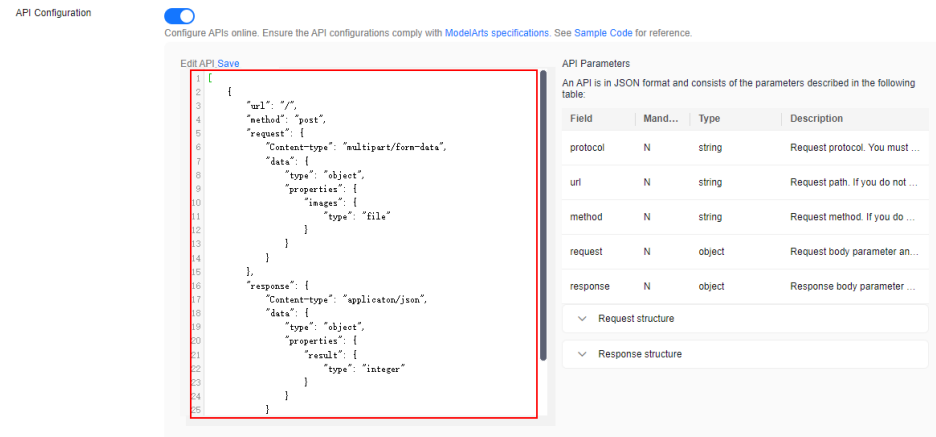 API Configuration
Configure APIs online. Ensure the API configurations comply with ModelArts specifications. See Sample Code for reference.
Edit API Save
1 [
2 {
3 "url": "/",
4 "method": "post",
5 "request": {
6 "Content-type": "multipart/form-data",
7 "data": {
8 "type": "object",
9 "properties": {
10 "images": {
11 "type": "file"
12 }
13 }
14 }
15 },
16 "response": {
17 "Content-type": "applicaton/json",
18 "data": {
19 "type": "object",
20 "properties": {
21 "result": {
22 "type": "integer"
23 }
24 }
25 }
API Parameters
An API is in JSON format and consists of the parameters described in the following
table:
Field Mand... Type Description
protocol N string Request protocol. You must ...
url N string Request path. If you do not ...
method N string Request method. If you do ...
request N object Request body parameter an...
response N object Response body parameter ...
Request structure
Response structure